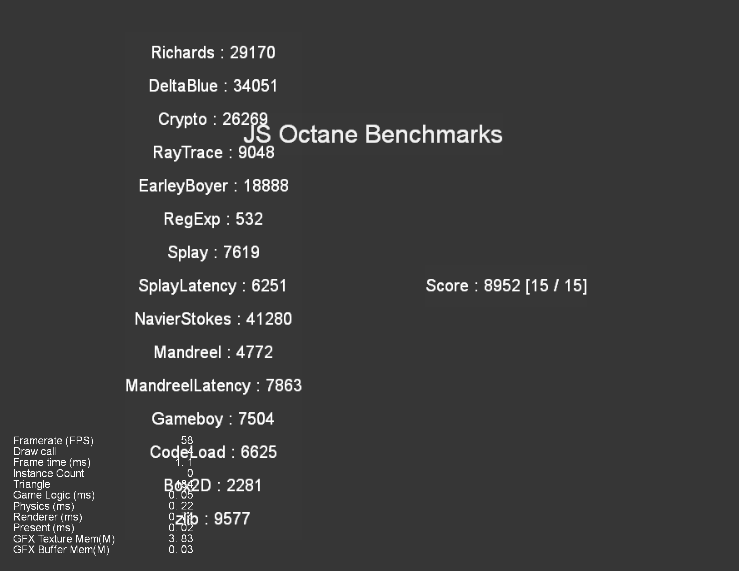 Richards : 29170
DeltaBlue : 34051
Crypto : 26269
JS Octane Benchmarks
RayTrace : 9048
EarleyBoyer : 18888
RegExp : 532
Splay : 7619
SplayLatency : 6251
Score : 8952 [15 / 15]
NavierStokes : 41280
Mandreel : 4772
MandreelLatency : 7863
Gameboy : 7504
CodeLoad : 6625
Box2D : 2281
zlib : 9577
Framerate (FPS) 58
Draw call
Frame time (ms) 1. 1
Instance Count 0
Triangle
Game Logic (ms) 0. 05
Physics (ms) 0. 22
Renderer (ms)
Present (ms) 0. 02
GFX Texture Mem(M) 3. 83
GFX Buffer Mem(M) 0. 03